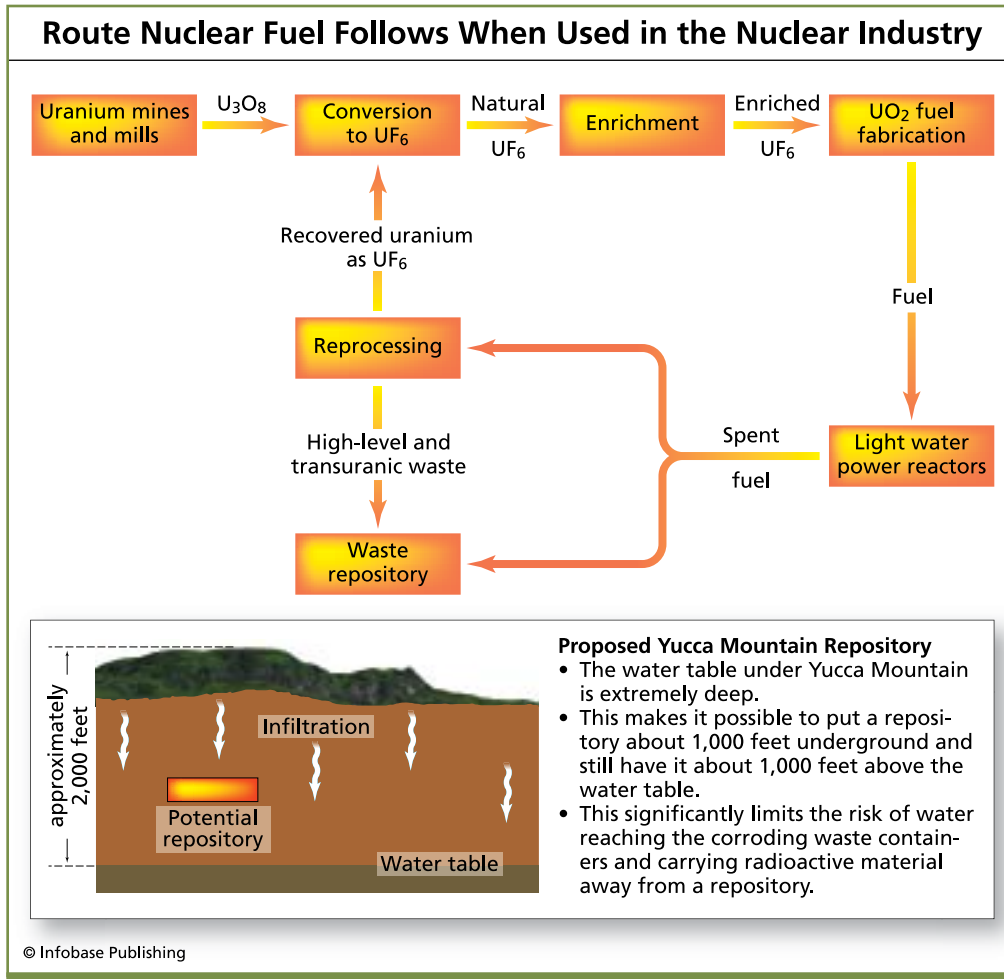 Route Nuclear Fuel Follows When Used in the Nuclear Industry
Uranium mines
and mills
U₃O₈
Conversion
to UF₆
Natural
UF₆
Enrichment
Enriched
UF₆
UO₂ fuel
fabrication
Recovered uranium
as UF₆
Fuel
Reprocessing
High-level and
transuranic waste
Spent
fuel
Light water
power reactors
Waste
repository
approximately
2,000 feet
Infiltration
Potential
repository
Water table
Proposed Yucca Mountain Repository
• The water table under Yucca Mountain
is extremely deep.
• This makes it possible to put a reposi-
tory about 1,000 feet underground and
still have it about 1,000 feet above the
water table.
• This significantly limits the risk of water
reaching the corroding waste contain-
ers and carrying radioactive material
away from a repository.
© Infobase Publishing